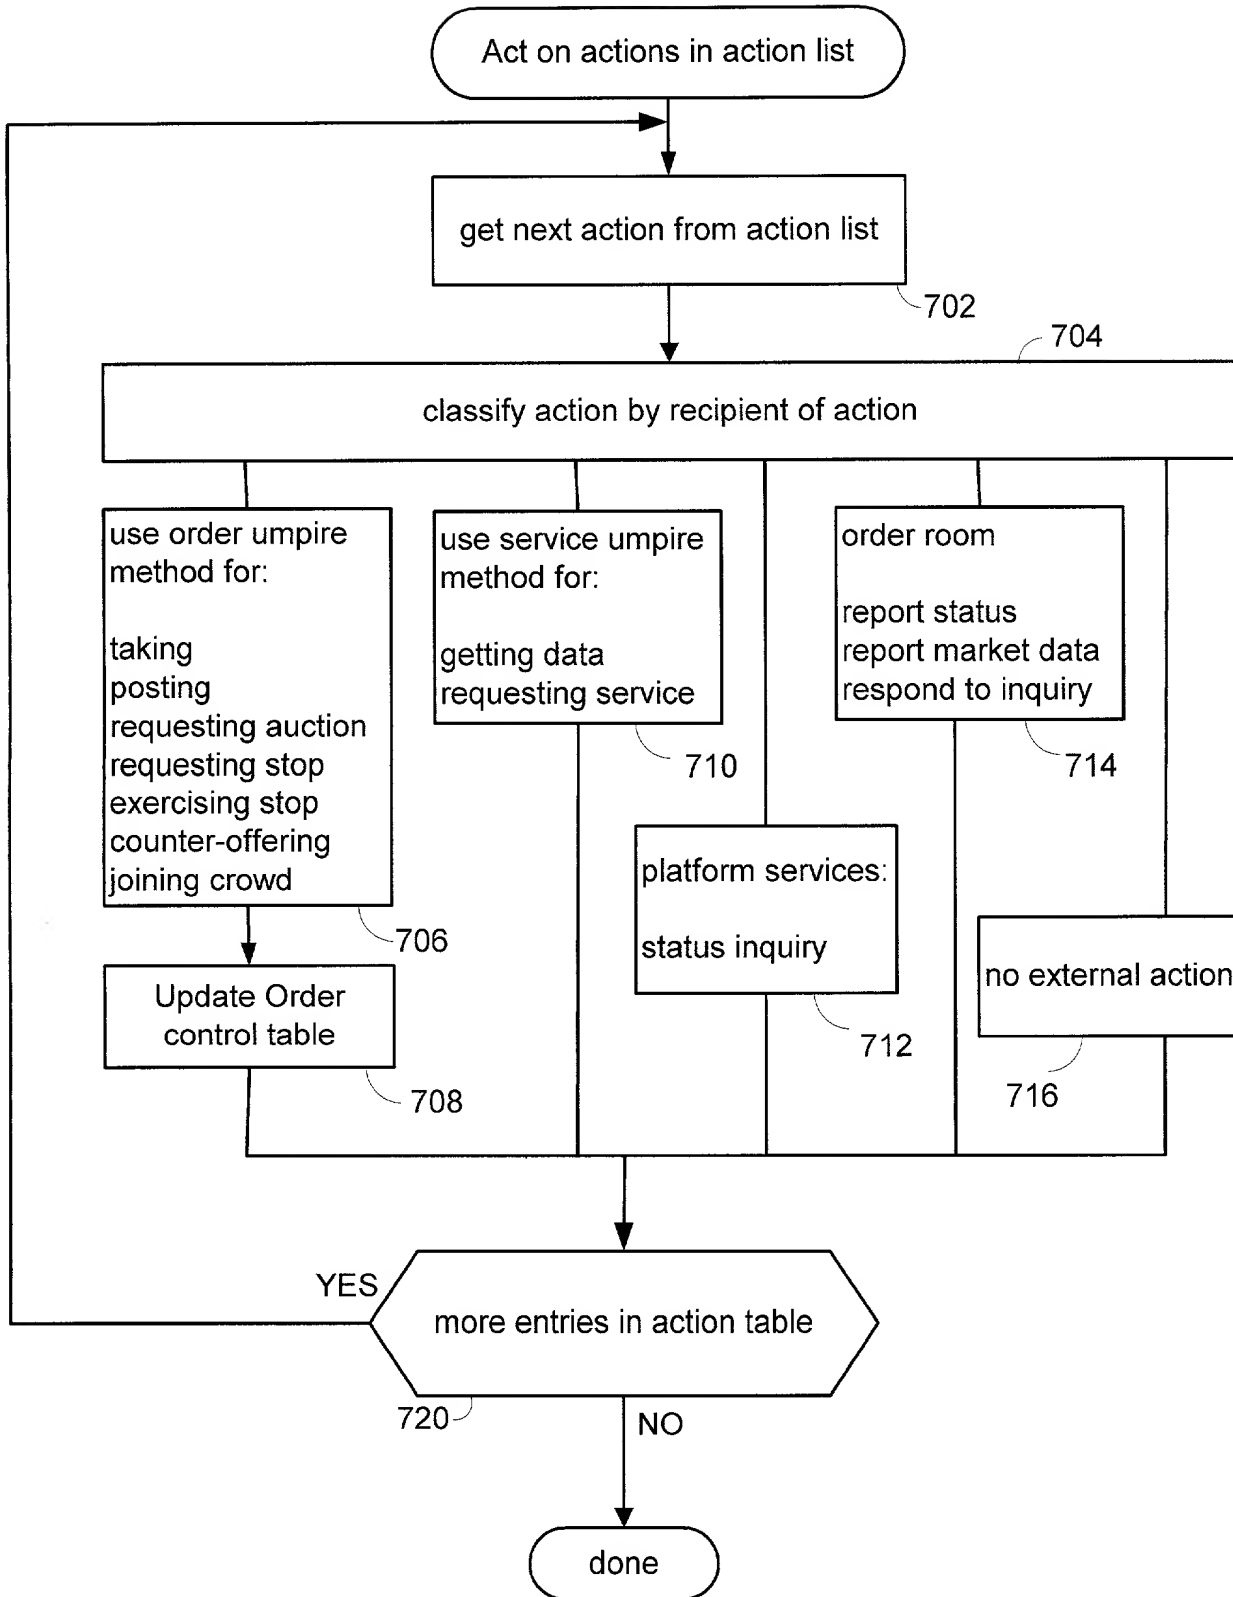 Act on actions in action list
get next action from action list
702
704
classify action by recipient of action
use order umpire
method for:
taking
posting
requesting auction
requesting stop
exercising stop
counter-offering
joining crowd
706
Update Order
control table
708
use service umpire
method for:
getting data
requesting service
710
platform services:
status inquiry
712
order room
report status
report market data
respond to inquiry
714
no external action
716
YES
more entries in action table
720
NO
done